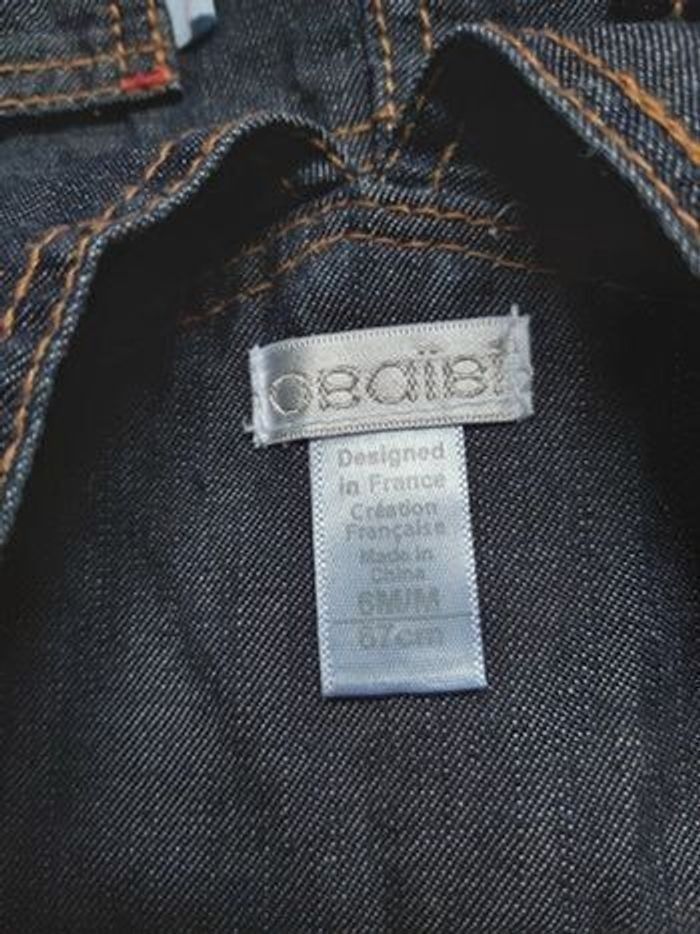 obaïbi
Designed
in France
Création
Française
Made in
China
6M/M
67cm